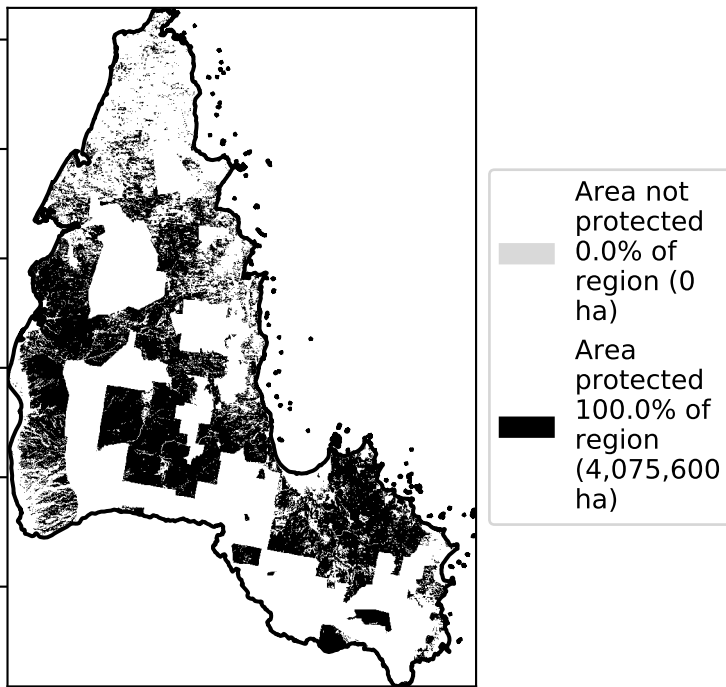 Area not
protected
0.0% of
region (0
ha)
Area
protected
100.0% of
region
(4,075,600
ha)